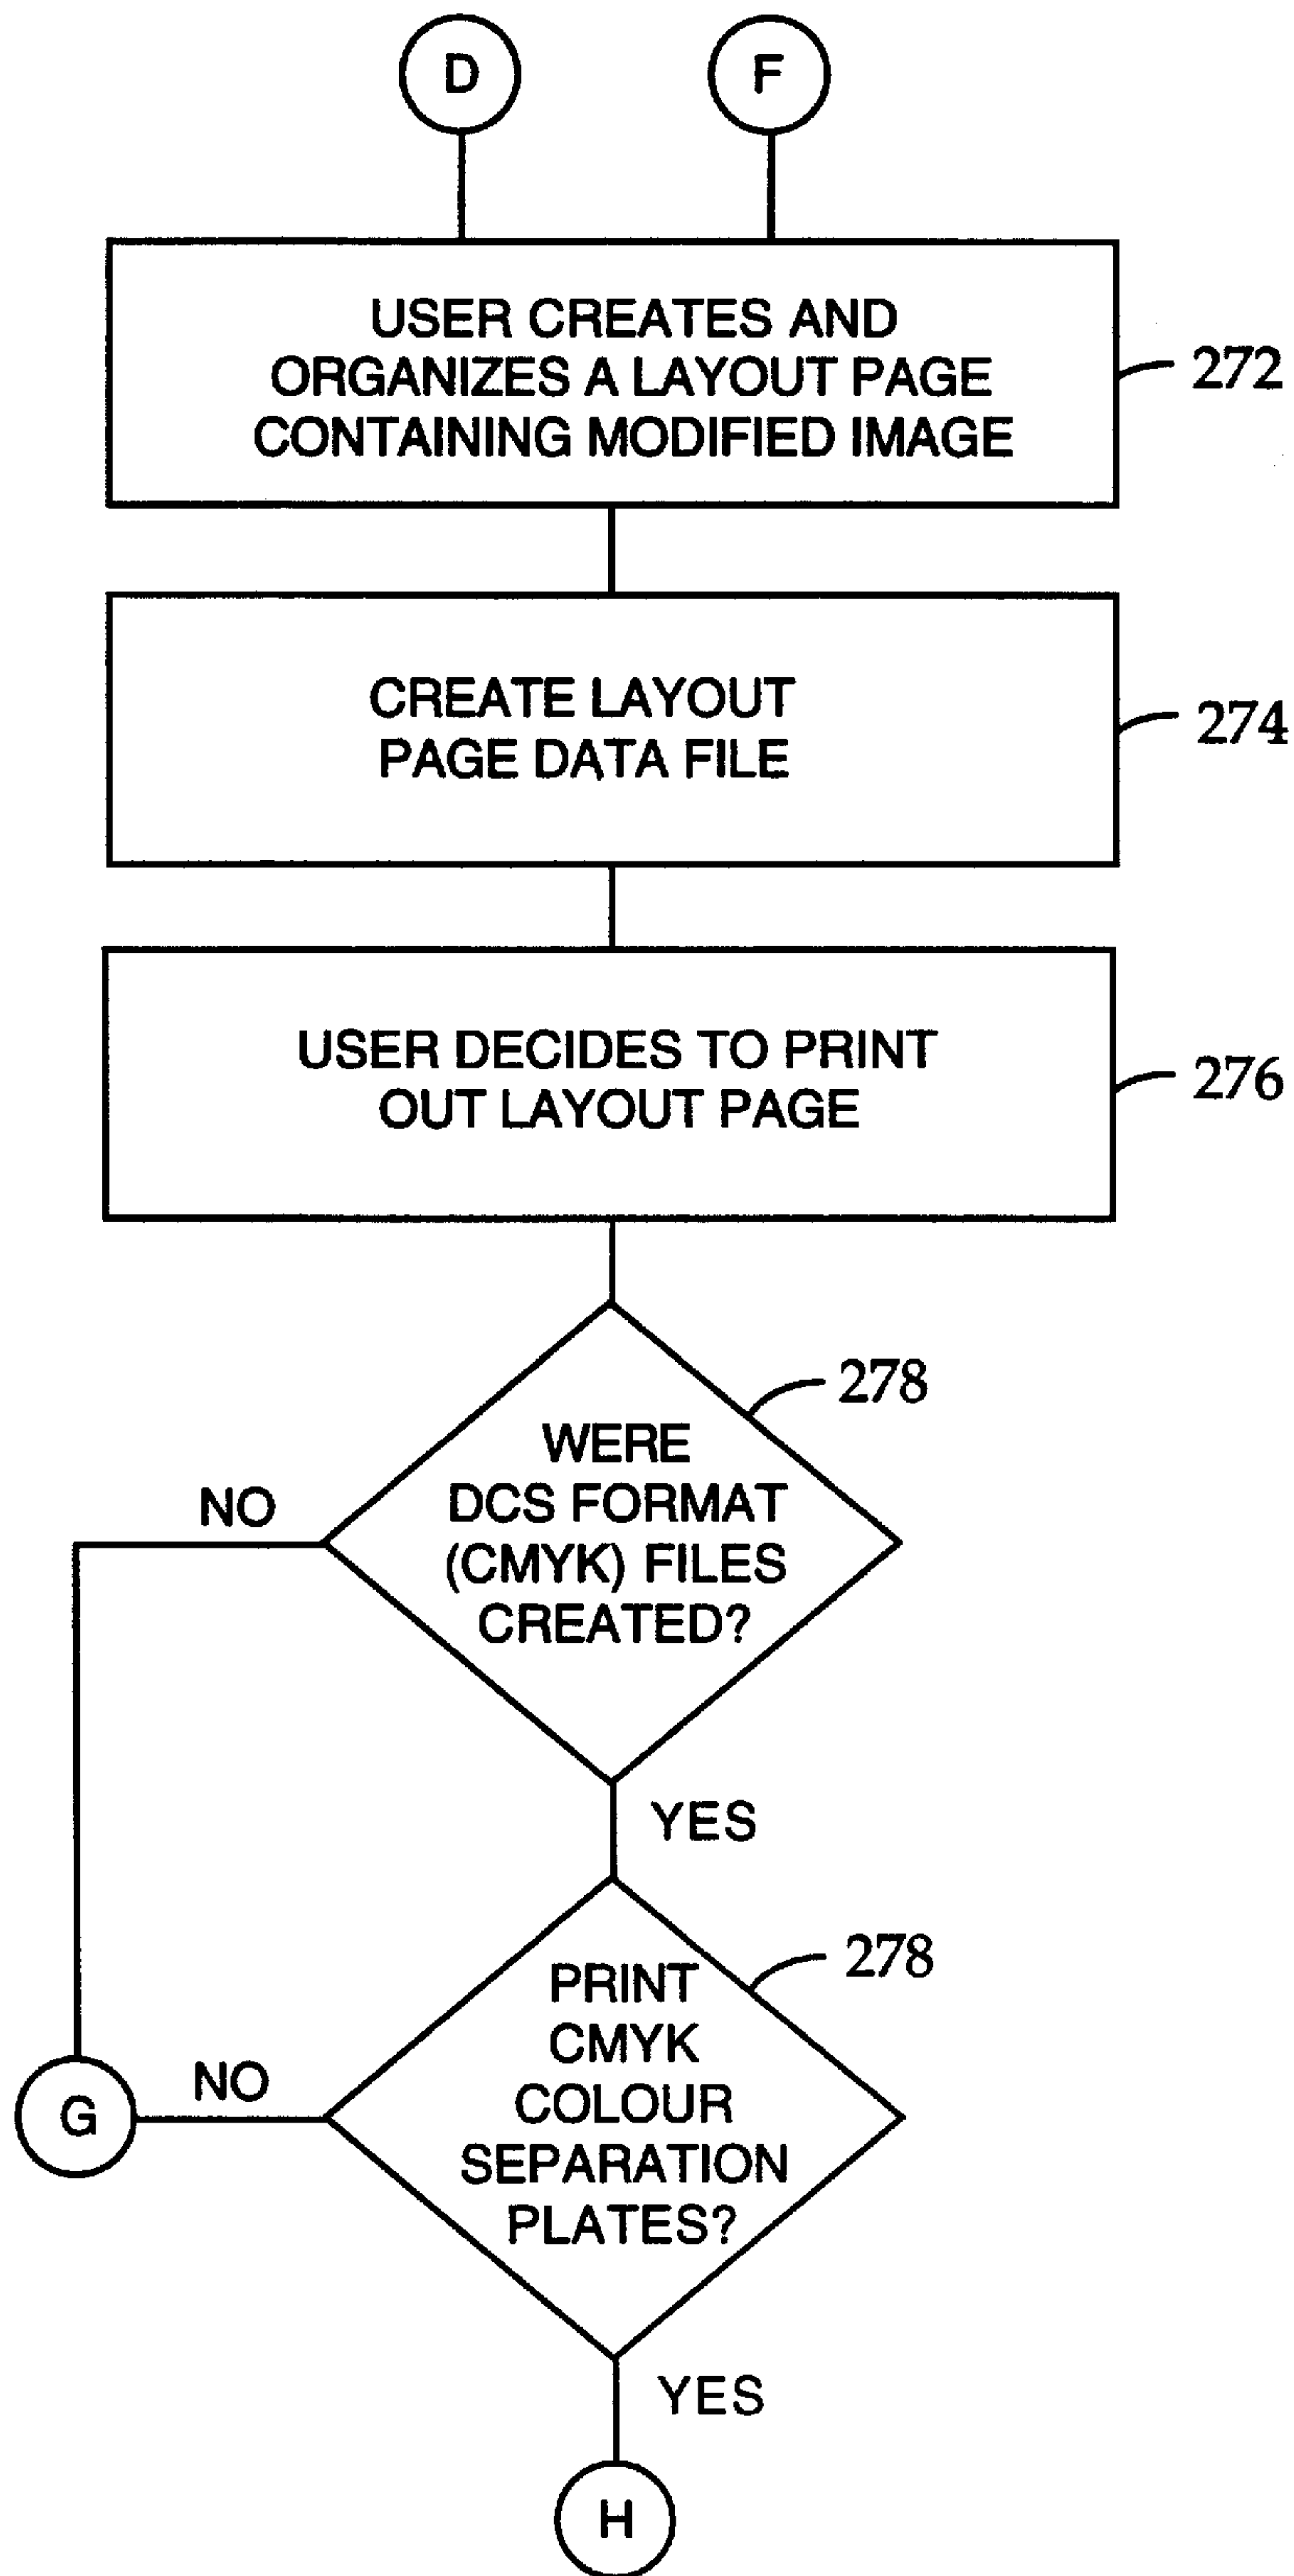 D
F
USER CREATES AND
ORGANIZES A LAYOUT PAGE
CONTAINING MODIFIED IMAGE
272
CREATE LAYOUT
PAGE DATA FILE
274
USER DECIDES TO PRINT
OUT LAYOUT PAGE
276
278
WERE
DCS FORMAT
(CMYK) FILES
CREATED?
NO
YES
278
PRINT
CMYK
COLOUR
SEPARATION
PLATES?
NO
G
YES
H